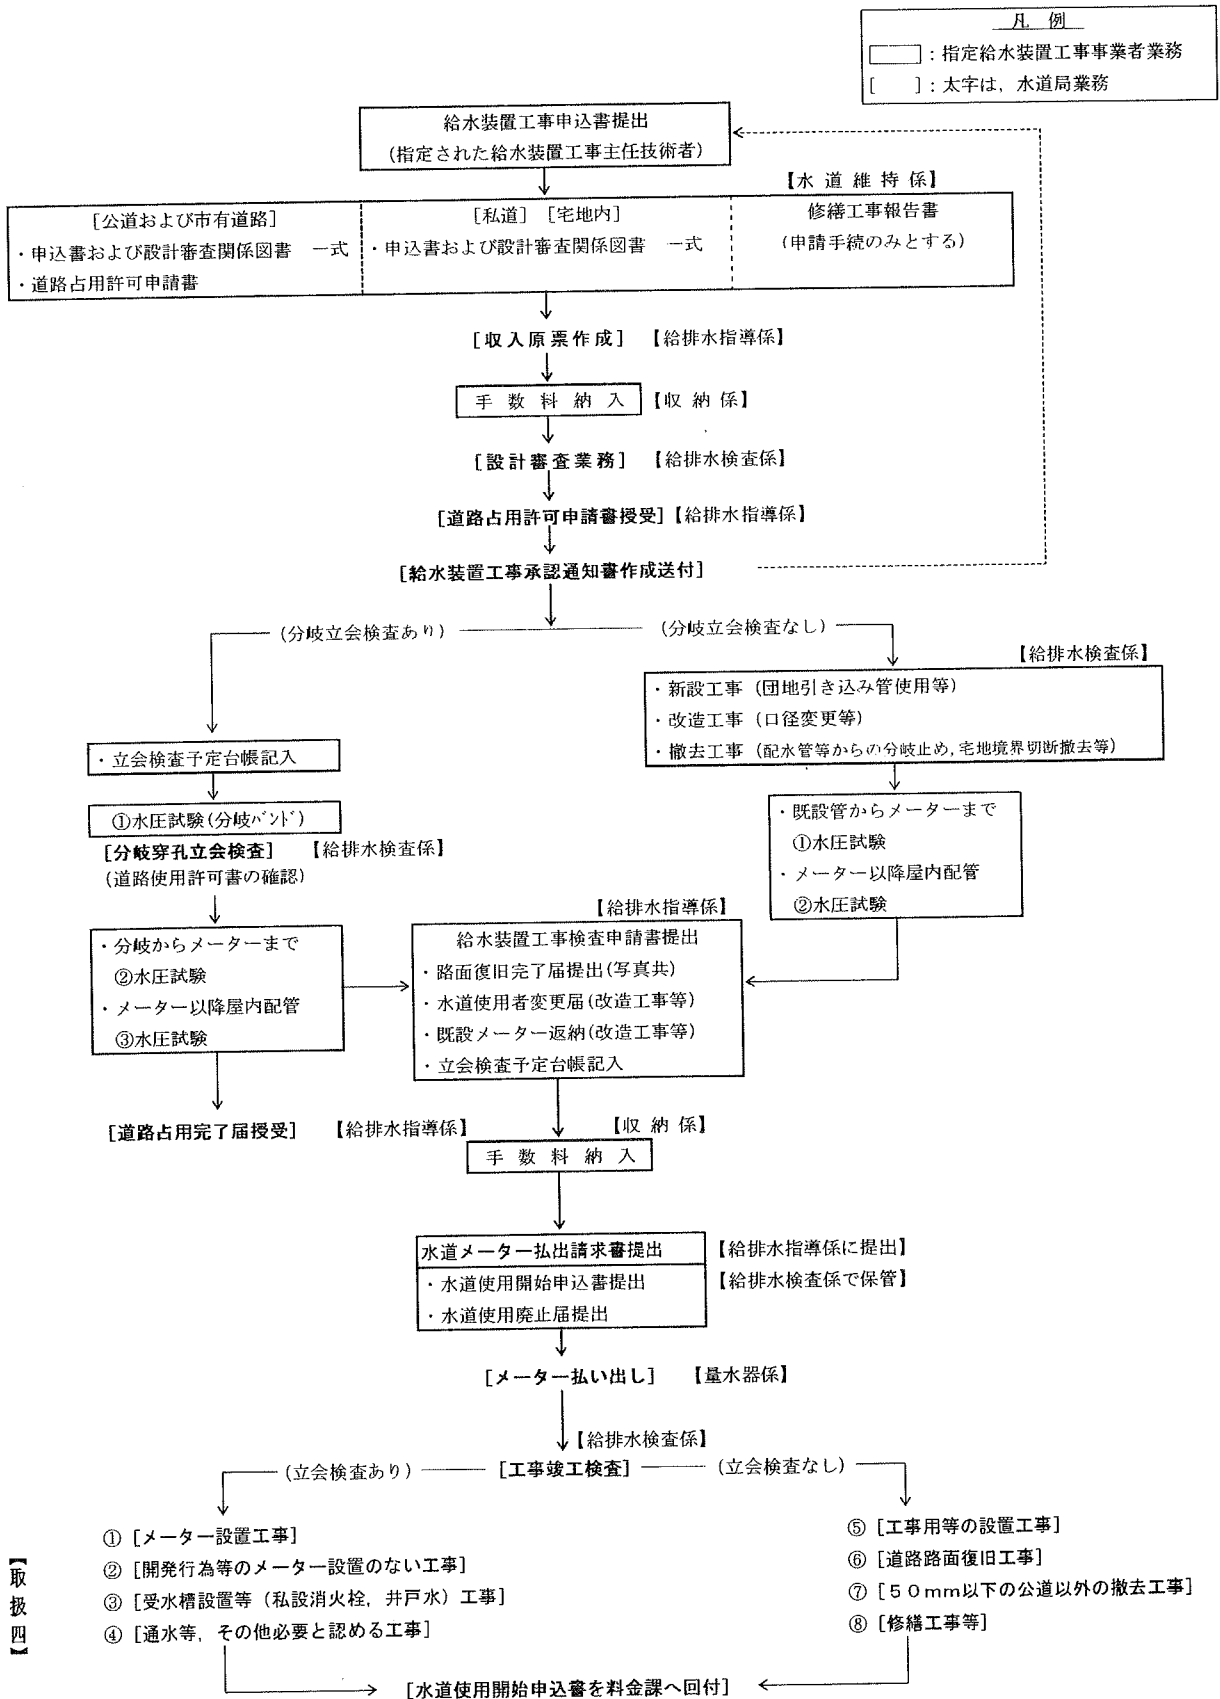 凡 例
：指定給水装置工事事業者業務
[ ]：太字は，水道局業務
給水装置工事申込書提出
(指定された給水装置工事主任技術者)
【水 道 維 持 係】
[公道および市有道路]
・申込書および設計審査関係図書　一式
・道路占用許可申請書
[私道］［宅地内]
・申込書および設計審査関係図書　一式
修繕工事報告書
(申請手続のみとする)
[収入原票作成] 【給排水指導係】
手 数 料 納 入 【収 納 係】
[設計審査業務] 【給排水検査係】
[道路占用許可申請書授受] 【給排水指導係】
[給水装置工事承認通知書作成送付]
(分岐立会検査あり)
(分岐立会検査なし)
【給排水検査係】
・新設工事（団地引き込み管使用等）
・改造工事（口径変更等）
・撤去工事（配水管等からの分岐止め，宅地境界切断撤去等）
・立会検査予定台帳記入
①水圧試験(分岐ﾊﾞﾝﾄﾞ)
[分岐穿孔立会検査] 【給排水検査係】
(道路使用許可書の確認)
・既設管からメーターまで
①水圧試験
・メーター以降屋内配管
②水圧試験
・分岐からメーターまで
②水圧試験
・メーター以降屋内配管
③水圧試験
【給排水指導係】
給水装置工事検査申請書提出
・路面復旧完了届提出(写真共)
・水道使用者変更届(改造工事等)
・既設メーター返納(改造工事等)
・立会検査予定台帳記入
[道路占用完了届授受] 【給排水指導係】
【収 納 係】
手 数 料 納 入
水道メーター払出請求書提出 【給排水指導係に提出】
・水道使用開始申込書提出 【給排水検査係で保管】
・水道使用廃止届提出
[メーター払い出し] 【量水器係】
【給排水検査係】
(立会検査あり) [工事竣工検査] (立会検査なし)
① [メーター設置工事]
② [開発行為等のメーター設置のない工事]
③ [受水槽設置等（私設消火栓，井戸水）工事]
④ [通水等，その他必要と認める工事]
⑤ [工事用等の設置工事]
⑥ [道路路面復旧工事]
⑦ [５０mm以下の公道以外の撤去工事]
⑧ [修繕工事等]
[水道使用開始申込書を料金課へ回付]
【取扱四】